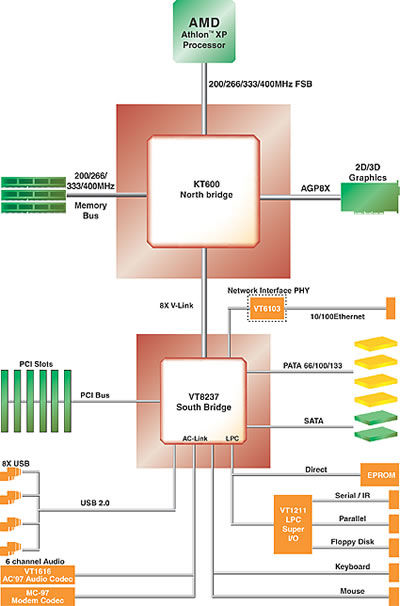 AMD
Athlon™ XP
Processor
200/266/333/400MHz FSB
200/266/
333/400MHz
Memory
Bus
KT600
North bridge
AGP8X
2D/3D
Graphics
8X V-Link
Network Interface PHY
VT6103
10/100Ethernet
PCI Slots
PCI Bus
VT8237
South Bridge
AC-Link
LPC
PATA 66/100/133
SATA
8X USB
USB 2.0
Direct
EPROM
VT1211
LPC
Super
I/O
Serial / IR
Parallel
Floppy Disk
6 channel Audio
VT1616
AC'97 Audio Codec
MC-97
Modem Codec
Keyboard
Mouse